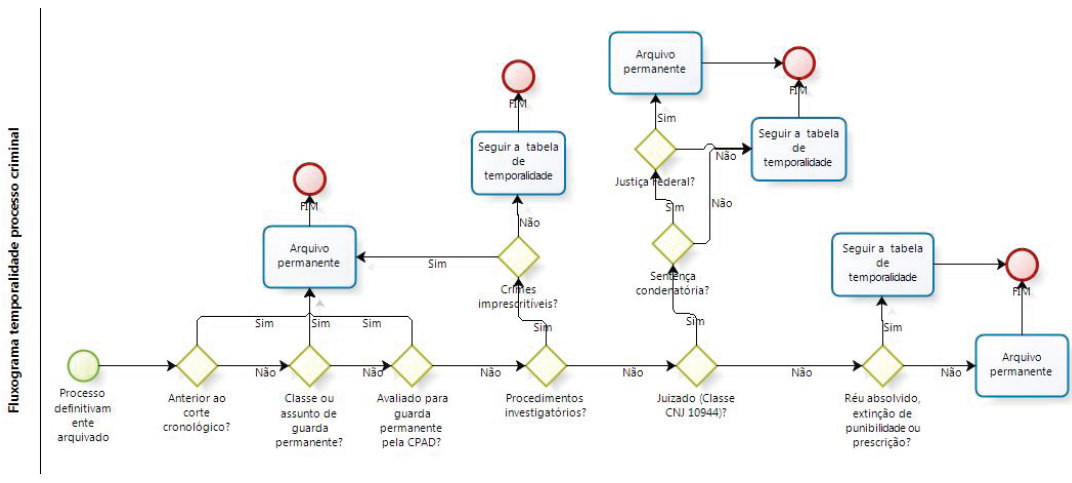 Fluxograma temporalidade processo criminal
Processo
definitivam
ente
arquivado
Anterior ao
corte
cronológico?
Não
Sim
Classe ou
assunto de
guarda
permanente?
Não
Sim
Avaliado para
guarda
permanente
pela CPAD?
Não
Sim
Arquivo
permanente
FIM
Procedimentos
investigatórios?
Não
Sim
Crimes
imprescritíveis?
Sim
Não
Seguir a tabela
de
temporalidade
FIM
Juizado (Classe
CNJ 10944)?
Não
Sim
Sentença
condenatória?
Sim
Não
Justiça Federal?
Sim
Não
Arquivo
permanente
Seguir a tabela
de
temporalidade
FIM
Réu absolvido,
extinção de
punibilidade ou
prescrição?
Sim
Não
Seguir a tabela
de
temporalidade
Arquivo
permanente
FIM